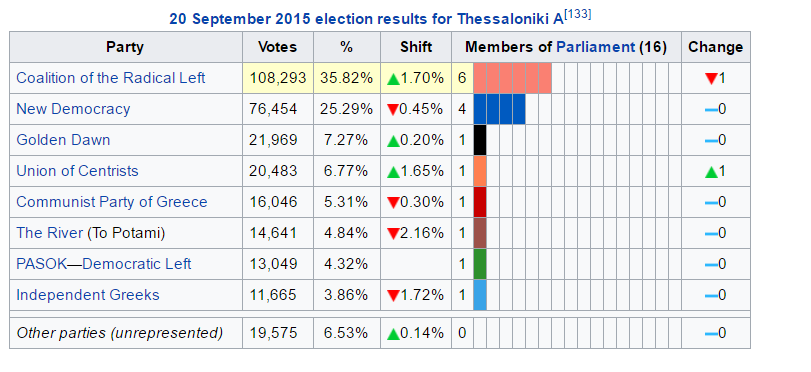 20 September 2015 election results for Thessaloniki A[133]
Party Votes % Shift Members of Parliament (16) Change
Coalition of the Radical Left 108,293 35.82% ▲1.70% 6 ▼1
New Democracy 76,454 25.29% ▼0.45% 4 —0
Golden Dawn 21,969 7.27% ▲0.20% 1 —0
Union of Centrists 20,483 6.77% ▲1.65% 1 ▲1
Communist Party of Greece 16,046 5.31% ▼0.30% 1 —0
The River (To Potami) 14,641 4.84% ▼2.16% 1 —0
PASOK—Democratic Left 13,049 4.32% 1 —0
Independent Greeks 11,665 3.86% ▼1.72% 1 —0
Other parties (unrepresented) 19,575 6.53% ▲0.14% 0 —0